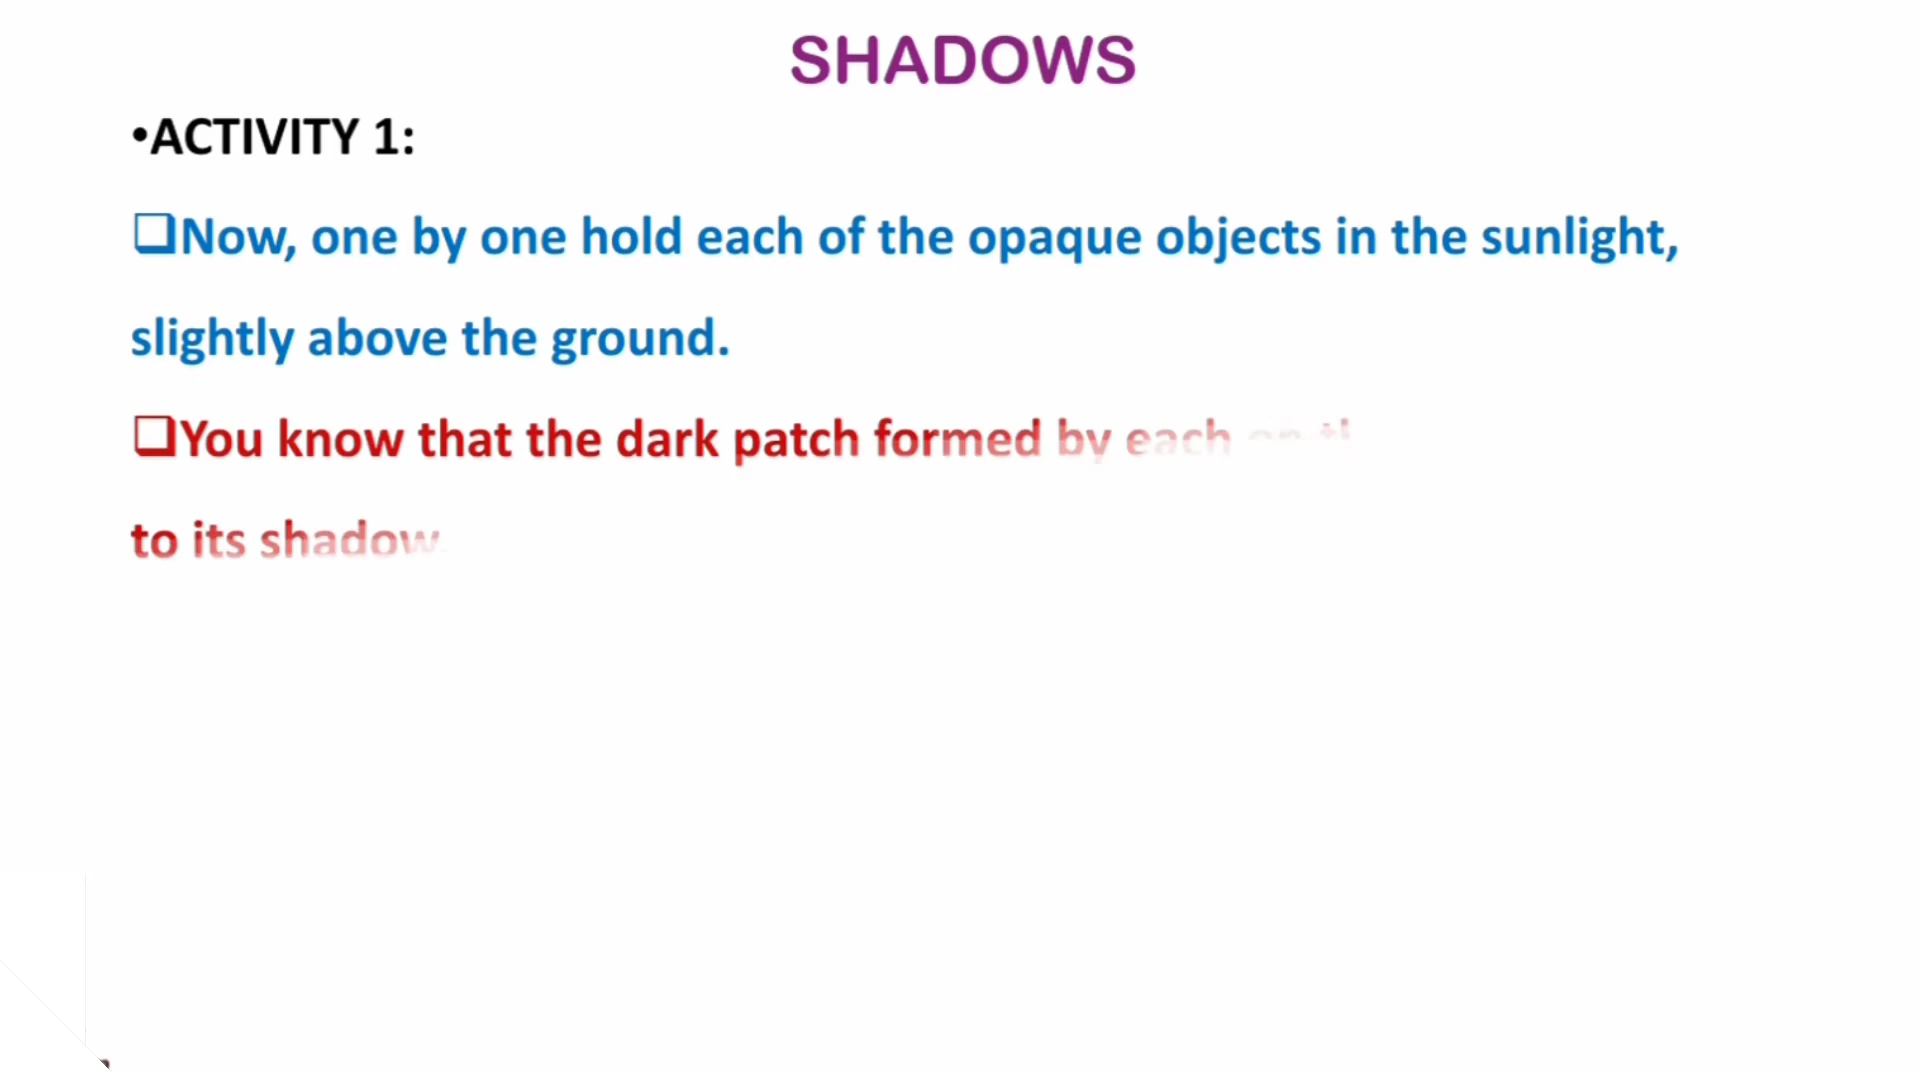 SHADOWS
•ACTIVITY 1:
❑Now, one by one hold each of the opaque objects in the sunlight,
slightly above the ground.
❑You know that the dark patch formed by each on
to its shadow.